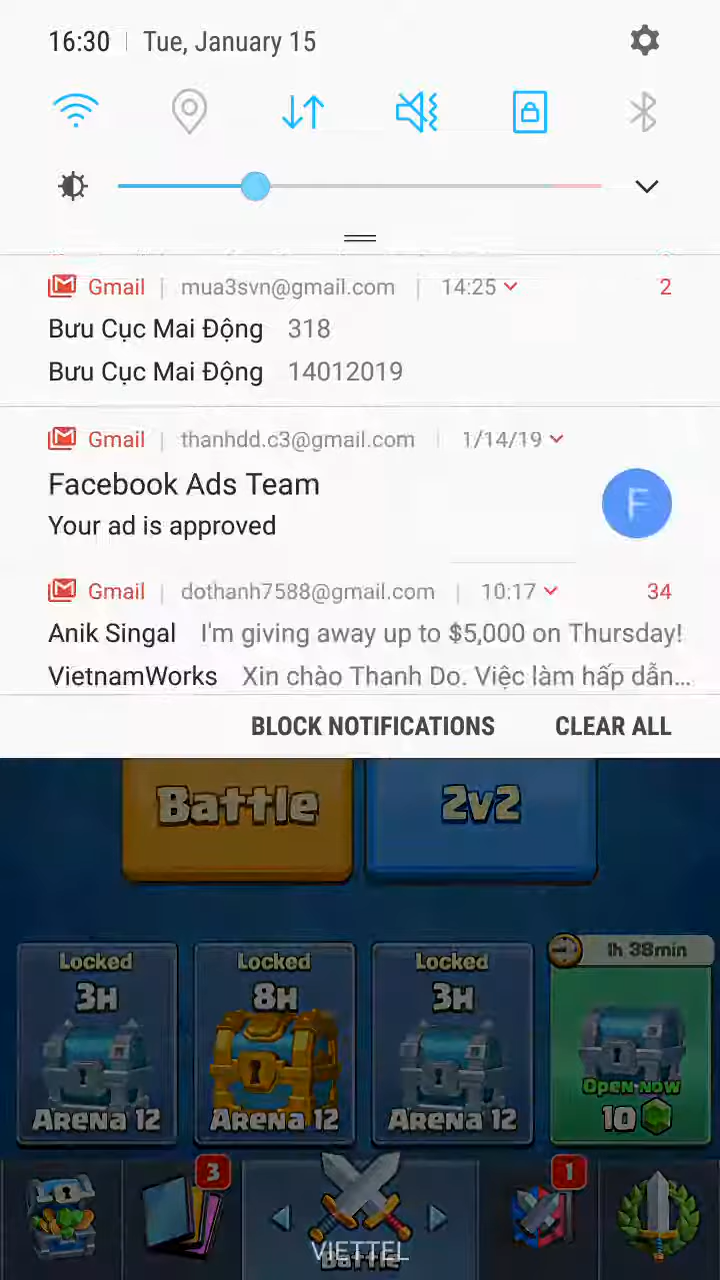 16:30 | Tue, January 15
Gmail | mua3svn@gmail.com | 14:25 2
Bưu Cục Mai Động 318
Bưu Cục Mai Động 14012019
Gmail | thanhdd.c3@gmail.com | 1/14/19
Facebook Ads Team
F
Your ad is approved
Gmail | dothanh7588@gmail.com | 10:17 34
Anik Singal I'm giving away up to $5,000 on Thursday!
VietnamWorks Xin chào Thanh Do. Việc làm hấp dẫn...
BLOCK NOTIFICATIONS CLEAR ALL
Battle 2v2
Locked Locked Locked 1h 38min
3H 8H 3H
Open Now
Arena 12 Arena 12 Arena 12 10
3 1
VIETTEL
Battle